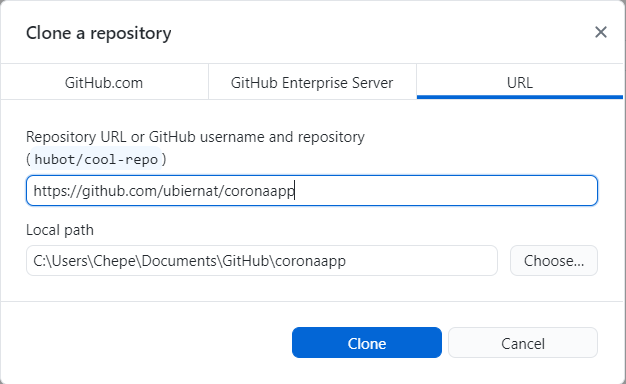 Clone a repository
GitHub.com
GitHub Enterprise Server
URL
Repository URL or GitHub username and repository
(hubot/cool-repo)
https://github.com/ubiernat/coronaapp
Local path
C:\Users\Chepe\Documents\GitHub\coronaapp
Choose...
Clone
Cancel